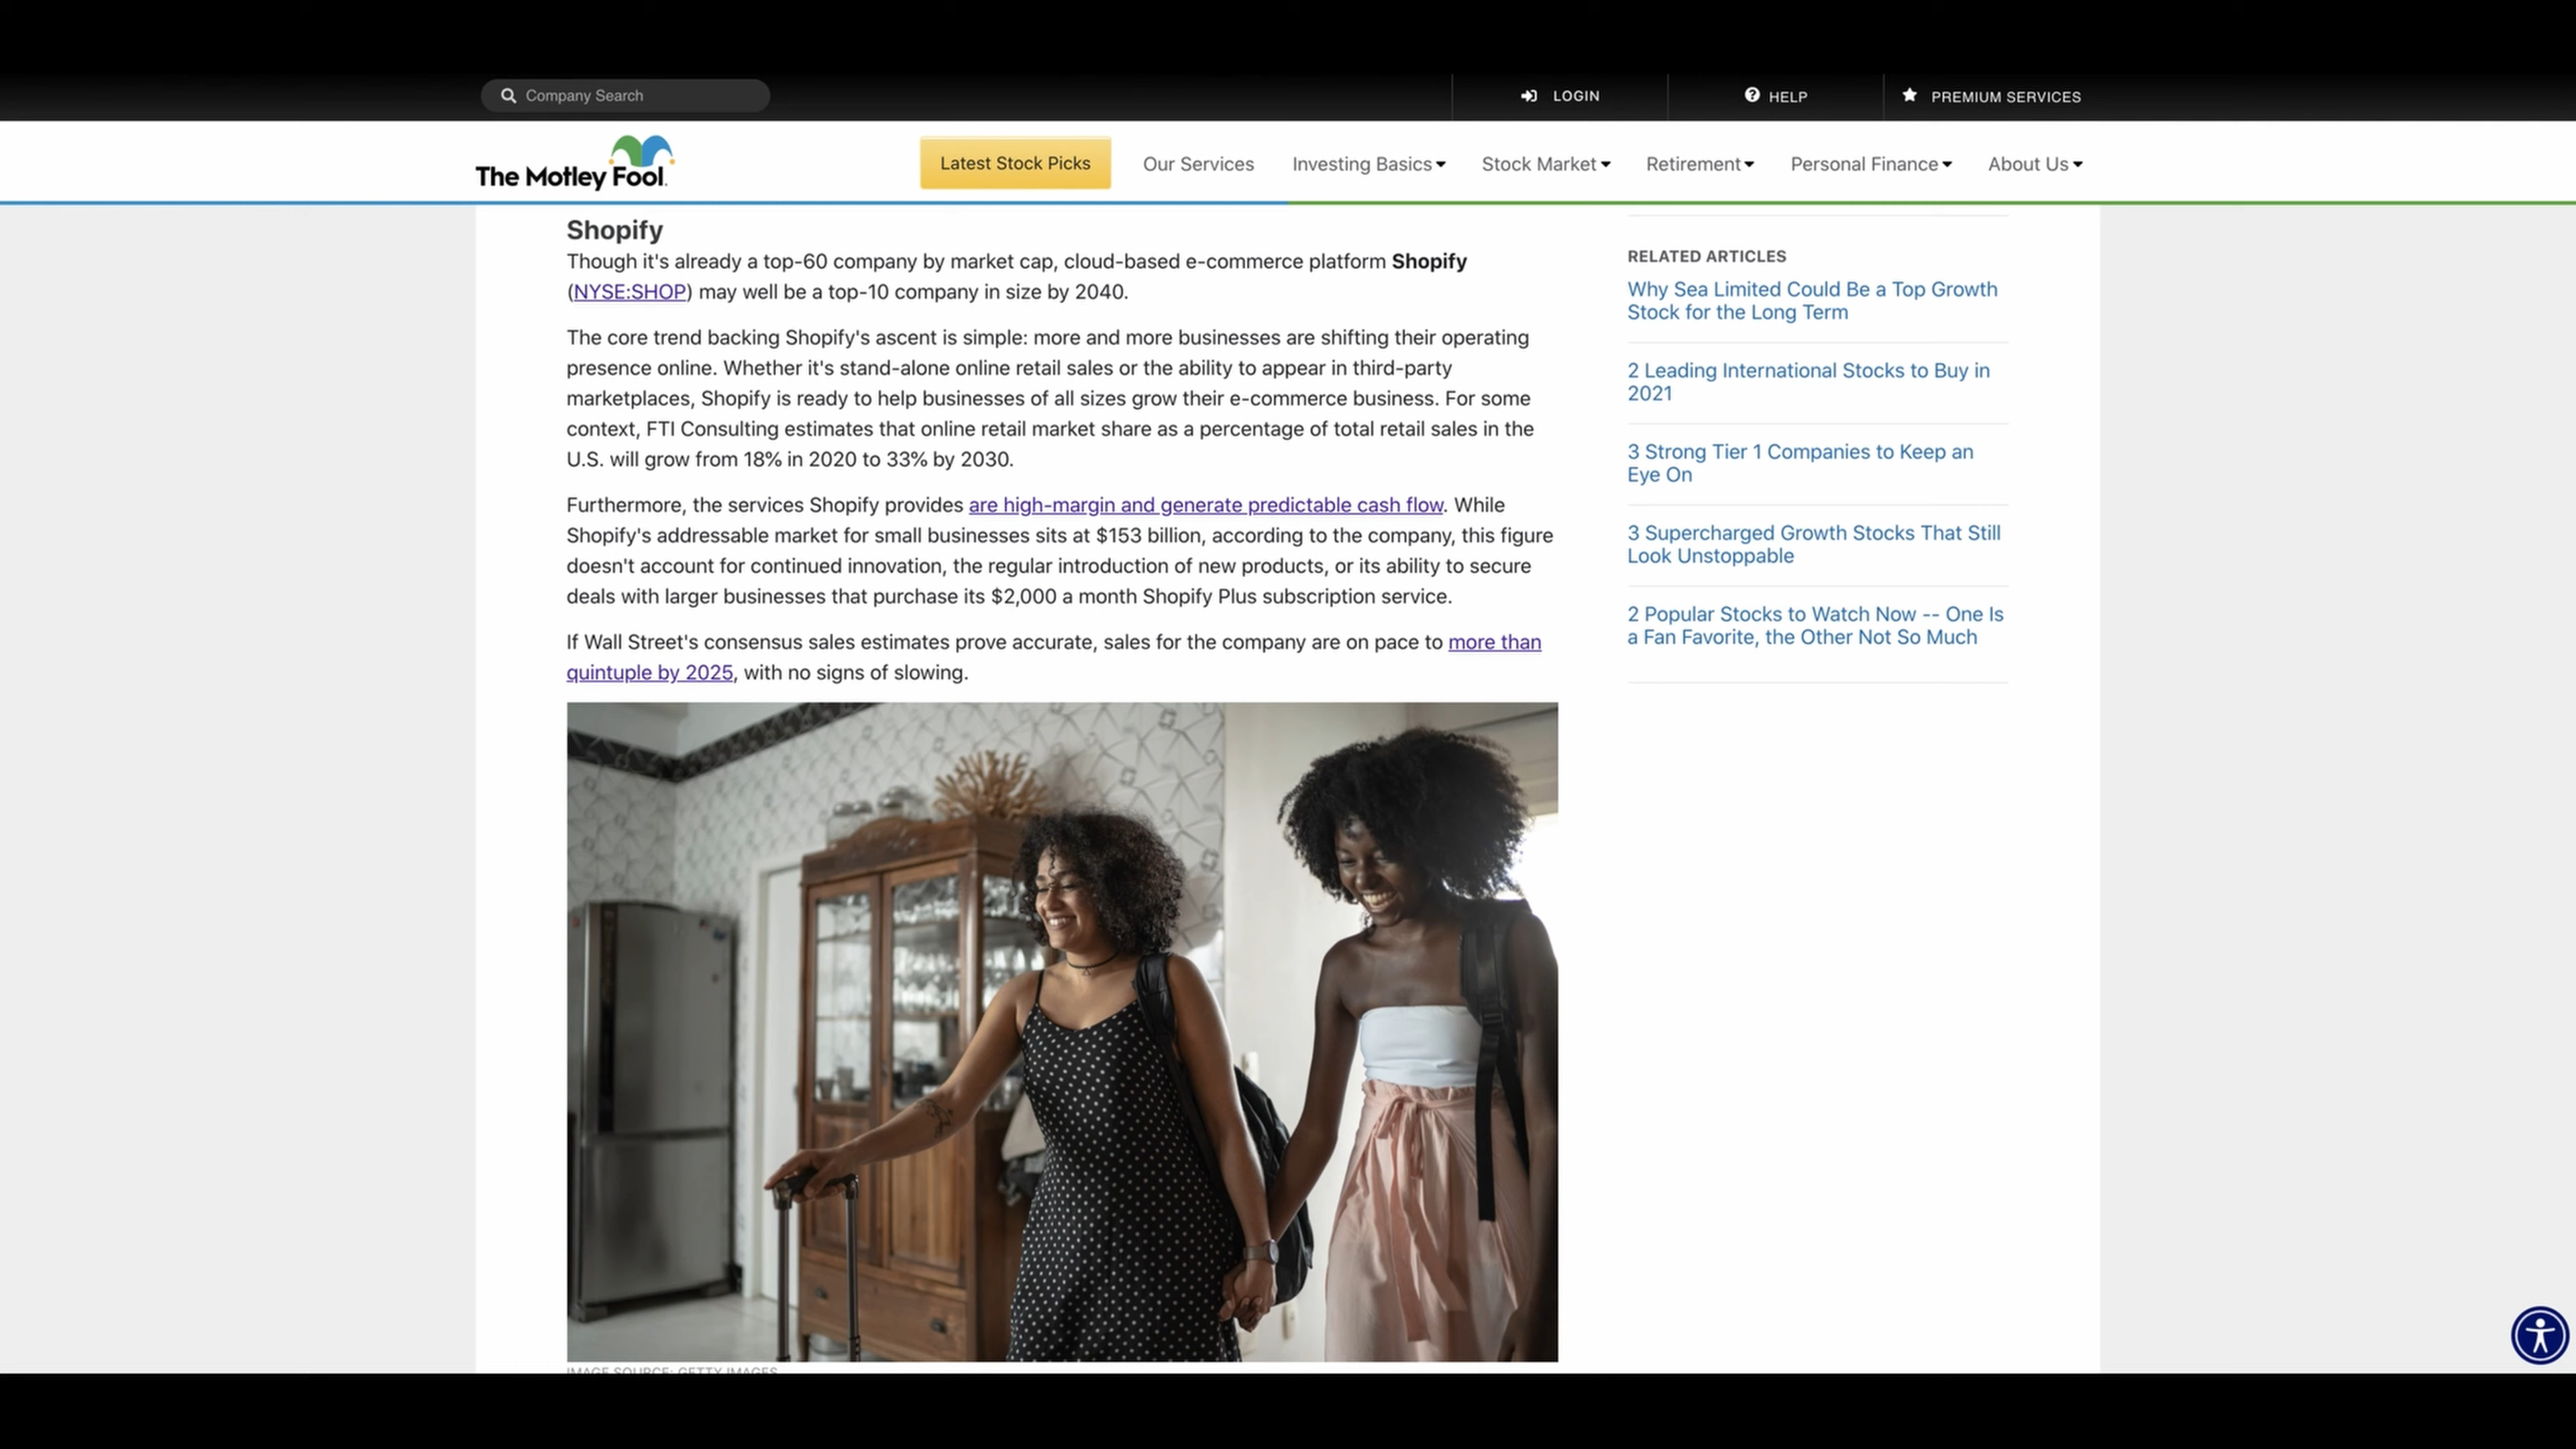 Company Search
LOGIN
HELP
PREMIUM SERVICES
The Motley Fool.
Latest Stock Picks
Our Services
Investing Basics
Stock Market
Retirement
Personal Finance
About Us
Shopify
Though it's already a top-60 company by market cap, cloud-based e-commerce platform Shopify
(NYSE:SHOP) may well be a top-10 company in size by 2040.
The core trend backing Shopify's ascent is simple: more and more businesses are shifting their operating
presence online. Whether it's stand-alone online retail sales or the ability to appear in third-party
marketplaces, Shopify is ready to help businesses of all sizes grow their e-commerce business. For some
context, FTI Consulting estimates that online retail market share as a percentage of total retail sales in the
U.S. will grow from 18% in 2020 to 33% by 2030.
Furthermore, the services Shopify provides are high-margin and generate predictable cash flow. While
Shopify's addressable market for small businesses sits at $153 billion, according to the company, this figure
doesn't account for continued innovation, the regular introduction of new products, or its ability to secure
deals with larger businesses that purchase its $2,000 a month Shopify Plus subscription service.
If Wall Street's consensus sales estimates prove accurate, sales for the company are on pace to more than
quintuple by 2025, with no signs of slowing.
IMAGE SOURCE: GETTY IMAGES
RELATED ARTICLES
Why Sea Limited Could Be a Top Growth
Stock for the Long Term
2 Leading International Stocks to Buy in
2021
3 Strong Tier 1 Companies to Keep an
Eye On
3 Supercharged Growth Stocks That Still
Look Unstoppable
2 Popular Stocks to Watch Now -- One Is
a Fan Favorite, the Other Not So Much